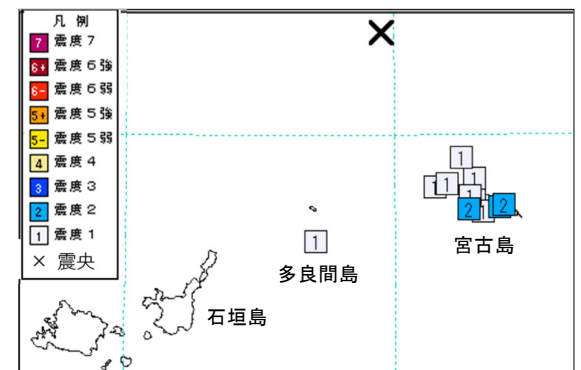 凡 例
7 震度7
6+ 震度6強
6- 震度6弱
5+ 震度5強
5- 震度5弱
4 震度4
3 震度3
2 震度2
1 震度1
× 震央
1
1
1
1
1
2
2
1
1
宮古島
多良間島
石垣島